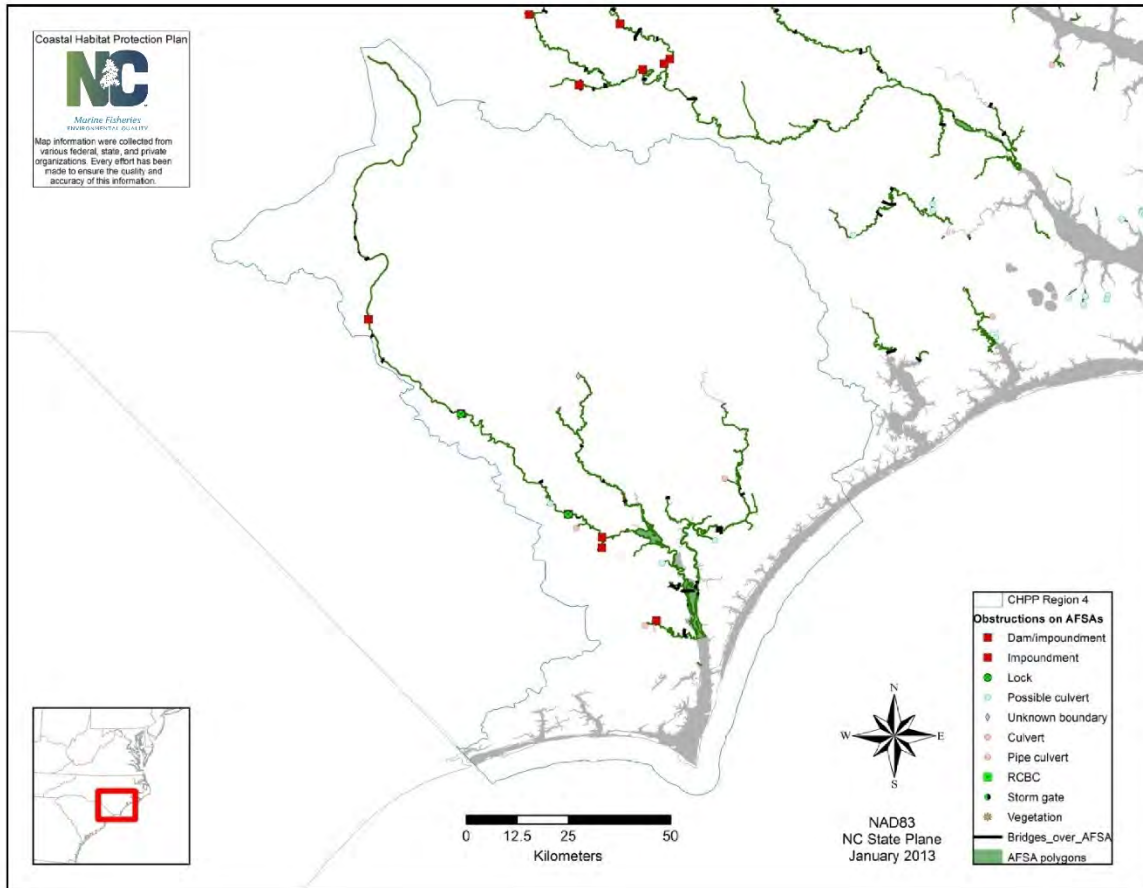 Coastal Habitat Protection Plan
NC
Marine Fisheries
ENVIRONMENTAL QUALITY
Map information were collected from
various federal, state, and private
organizations. Every effort has been
made to ensure the quality and
accuracy of this information.
CHPP Region 4
Obstructions on AFSAs
Dam/impoundment
Impoundment
Lock
Possible culvert
Unknown boundary
Culvert
Pipe culvert
RCBC
Storm gate
Vegetation
Bridges_over_AFSA
AFSA polygons
N
W
E
S
NAD83
NC State Plane
January 2013
0 12.5 25 50
Kilometers